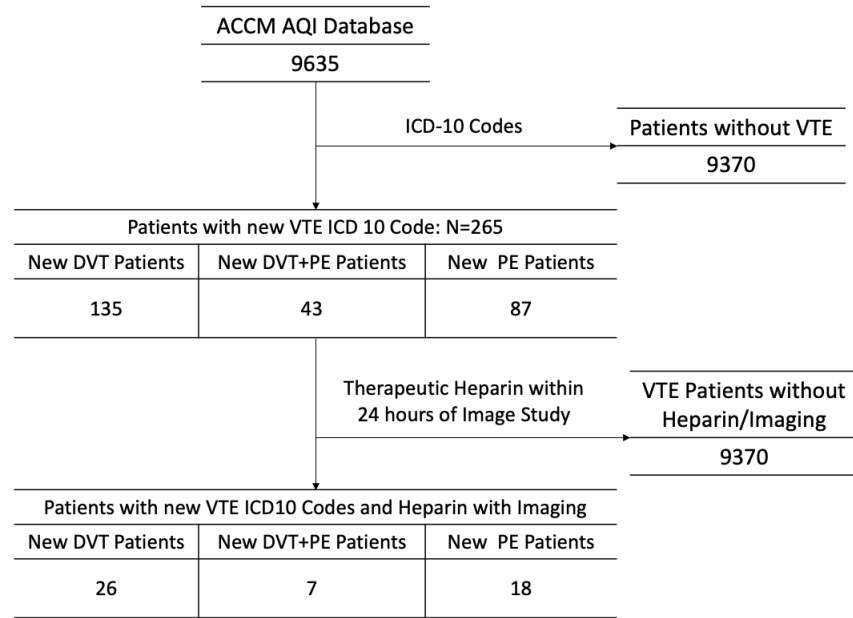 ACCM AQI Database
9635
ICD-10 Codes
Patients without VTE
9370
Patients with new VTE ICD 10 Code: N=265
New DVT Patients
New DVT+PE Patients
New PE Patients
135
43
87
Therapeutic Heparin within
24 hours of Image Study
VTE Patients without
Heparin/Imaging
9370
Patients with new VTE ICD10 Codes and Heparin with Imaging
New DVT Patients
New DVT+PE Patients
New PE Patients
26
7
18